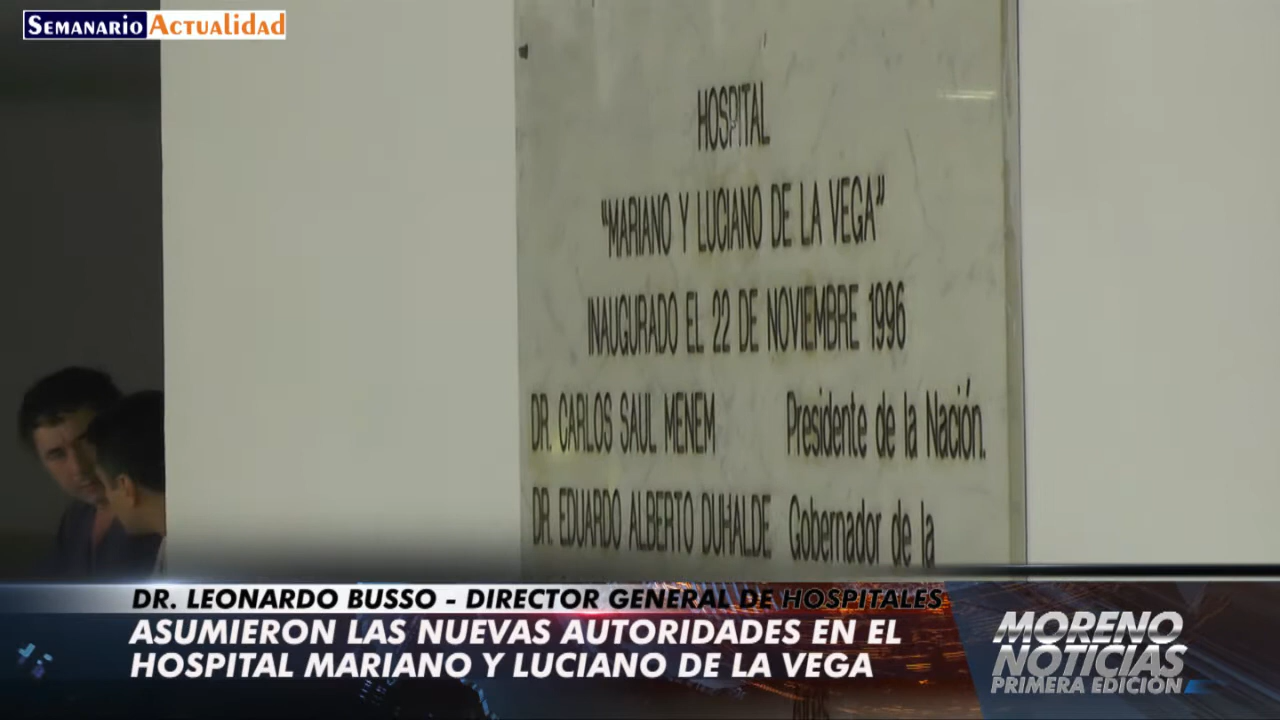 SEMANARIO ACTUALIDAD
HOSPITAL
"MARIANO Y LUCIANO DE LA VEGA"
INAUGURADO EL 22 DE NOVIEMBRE 1996
DR. CARLOS SAUL MENEM Presidente de la Nación.
DR. EDUARDO ALBERTO DUHALDE Gobernador de la
DR. LEONARDO BUSSO - DIRECTOR GENERAL DE HOSPITALES
ASUMIERON LAS NUEVAS AUTORIDADES EN EL
HOSPITAL MARIANO Y LUCIANO DE LA VEGA
MORENO
NOTICIAS
PRIMERA EDICIÓN